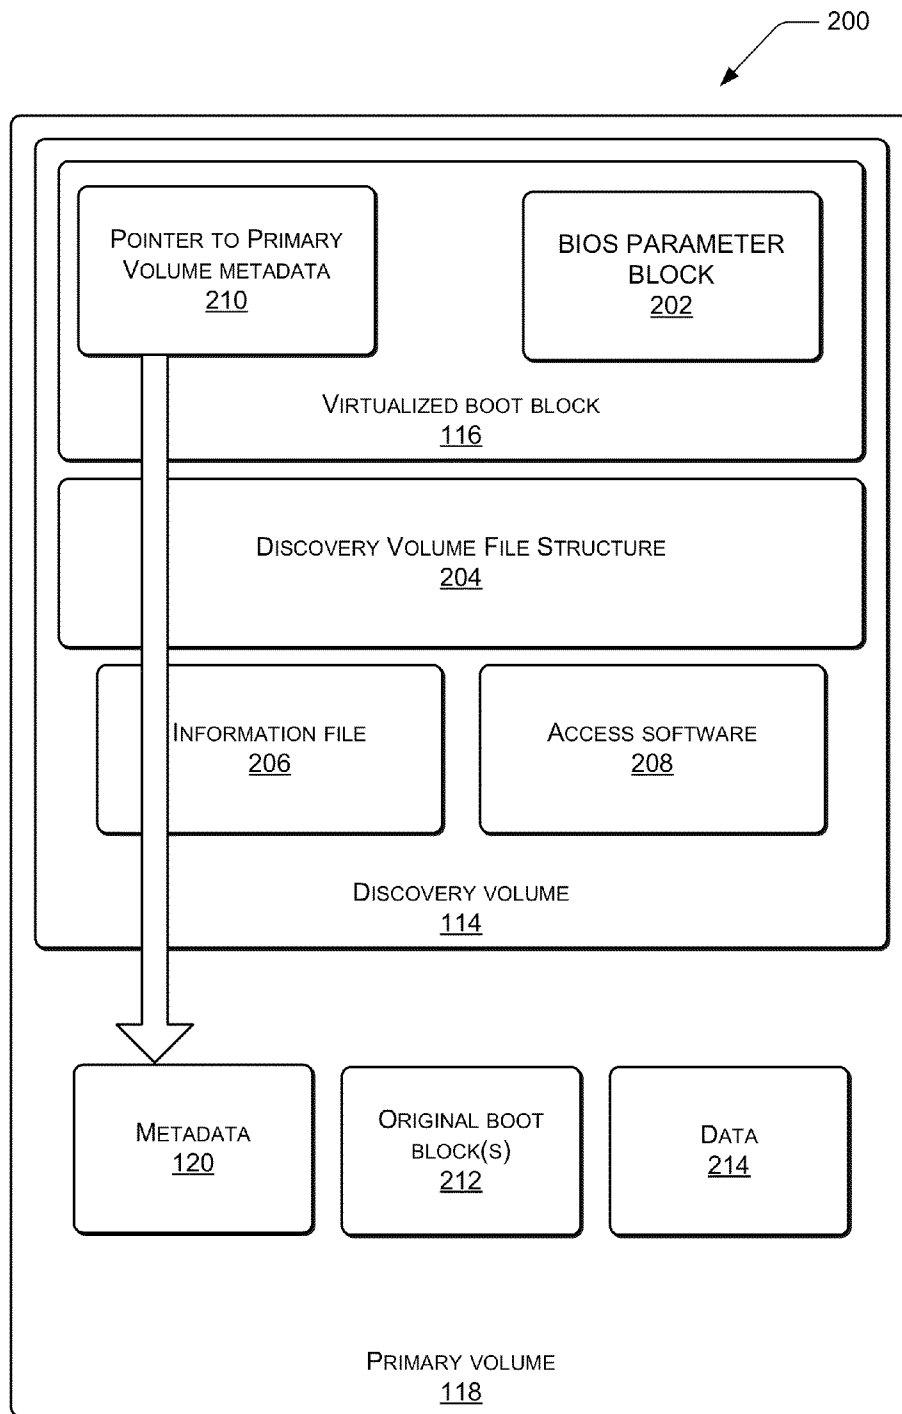 200
Pointer to Primary
Volume metadata
210
BIOS PARAMETER
BLOCK
202
Virtualized boot block
116
Discovery Volume File Structure
204
Information file
206
Access software
208
Discovery volume
114
Metadata
120
Original boot
block(s)
212
Data
214
Primary volume
118